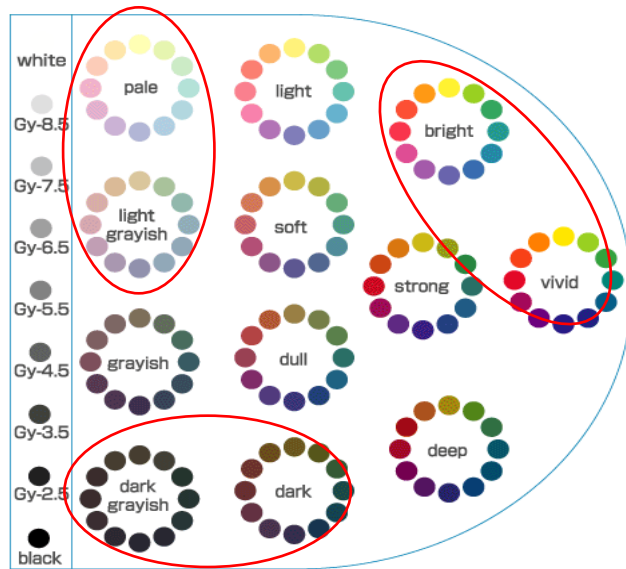 white
Gy-8.5
Gy-7.5
Gy-6.5
Gy-5.5
Gy-4.5
Gy-3.5
Gy-2.5
black
pale
light
bright
light
grayish
soft
strong
vivid
grayish
dull
deep
dark
grayish
dark